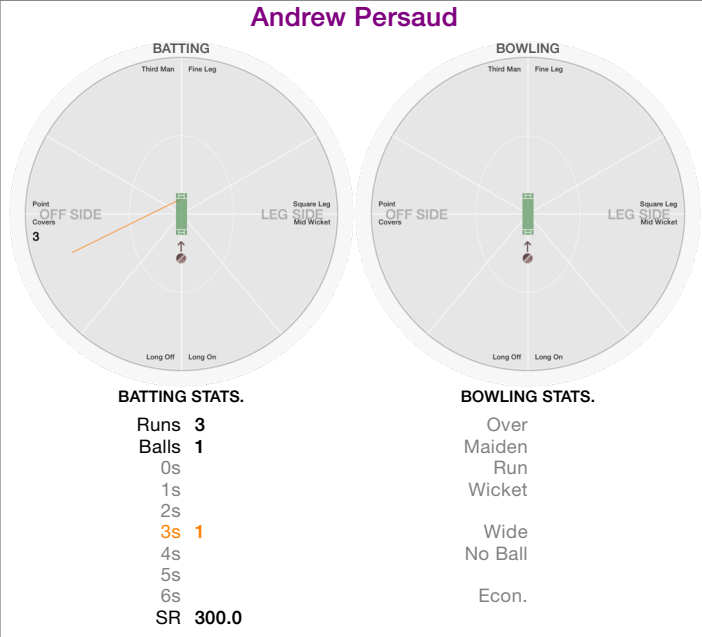 Andrew Persaud
BATTING
Third Man Fine Leg
Point
OFF SIDE
Covers
3
Square Leg
LEG SIDE
Mid Wicket
Long Off Long On
BOWLING
Third Man Fine Leg
Point
OFF SIDE
Covers
Square Leg
LEG SIDE
Mid Wicket
Long Off Long On
BATTING STATS.
Runs 3
Balls 1
0s
1s
2s
3s 1
4s
5s
6s
SR 300.0
BOWLING STATS.
Over
Maiden
Run
Wicket
Wide
No Ball
Econ.